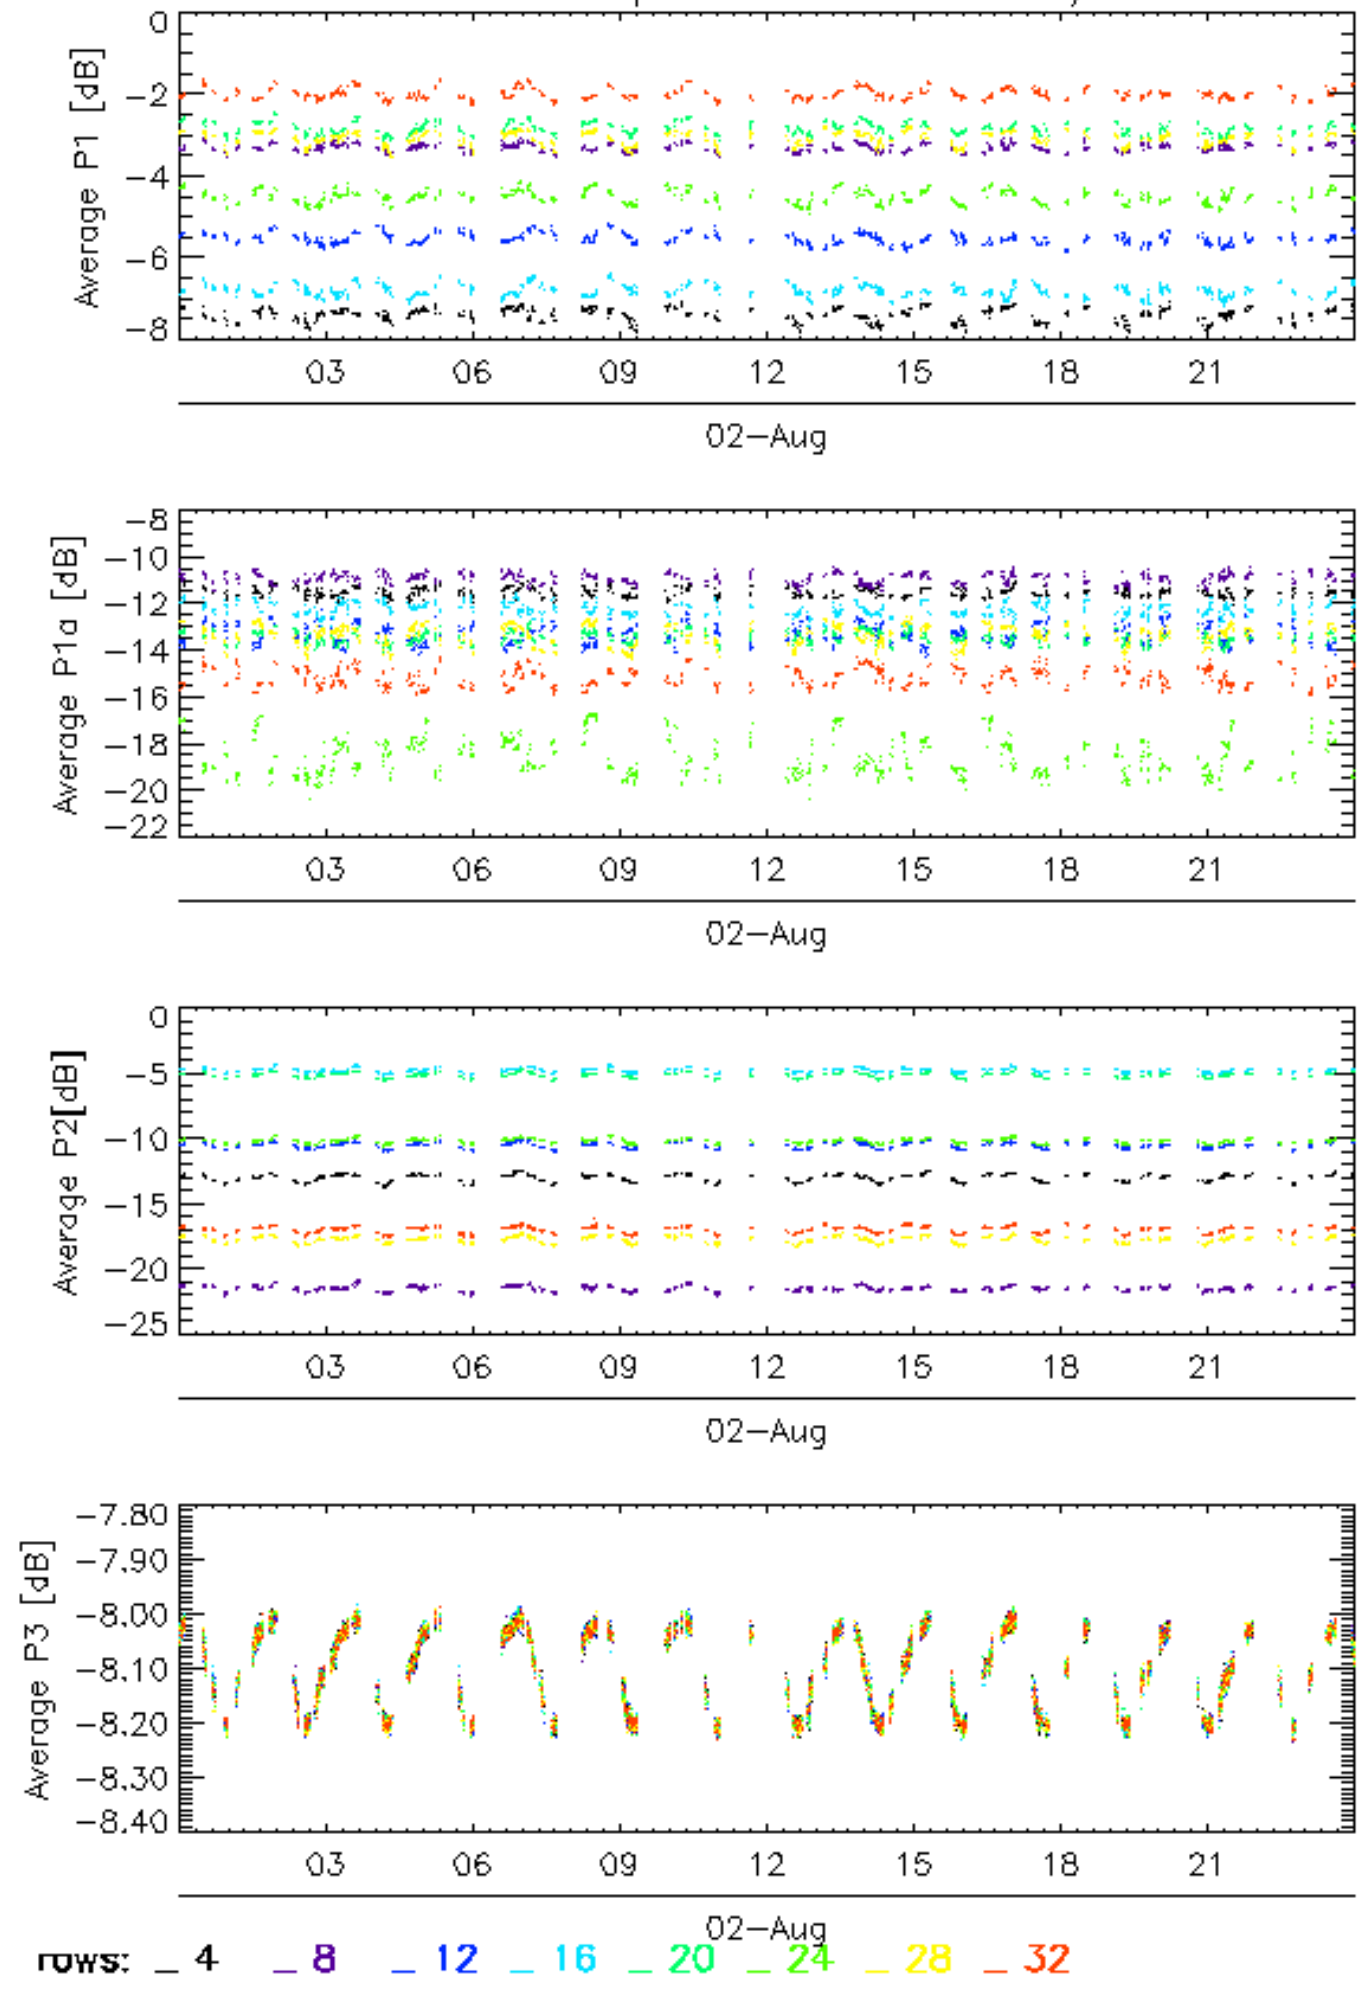 Average P1 [dB]
0
−2
−4
−6
−8
03 06 09 12 15 18 21
02−Aug
Average P1a [dB]
−8
−10
−12
−14
−16
−18
−20
−22
03 06 09 12 15 18 21
02−Aug
Average P2[dB]
0
−5
−10
−15
−20
−25
03 06 09 12 15 18 21
02−Aug
Average P3 [dB]
−7.80
−7.90
−8.00
−8.10
−8.20
−8.30
−8.40
03 06 09 12 15 18 21
02−Aug
rows: _ 4 _ 8 _ 12 _ 16 _ 20 _ 24 _ 28 _ 32